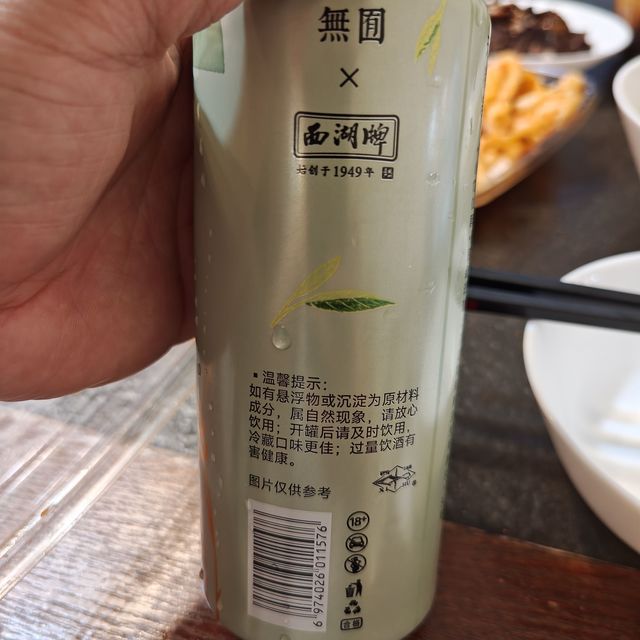 無囿
×
西湖牌
始创于1949年
▪温馨提示：
如有悬浮物或沉淀为原材料
成分，属自然现象，请放心
饮用；开罐后请及时饮用，
冷藏口味更佳；过量饮酒有
害健康。
图片仅供参考
18+
6 974026 011576